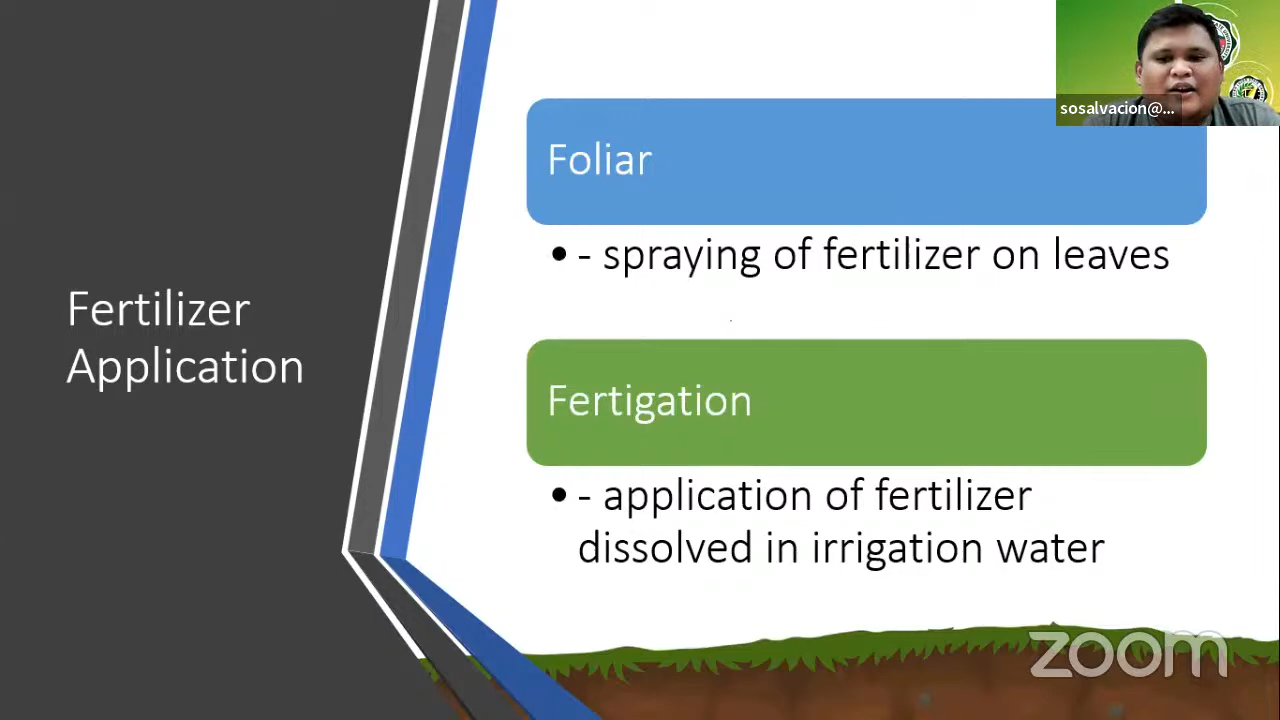 sosalvacion@...
Foliar
• - spraying of fertilizer on leaves
Fertilizer
Application
Fertigation
• - application of fertilizer
dissolved in irrigation water
zoom